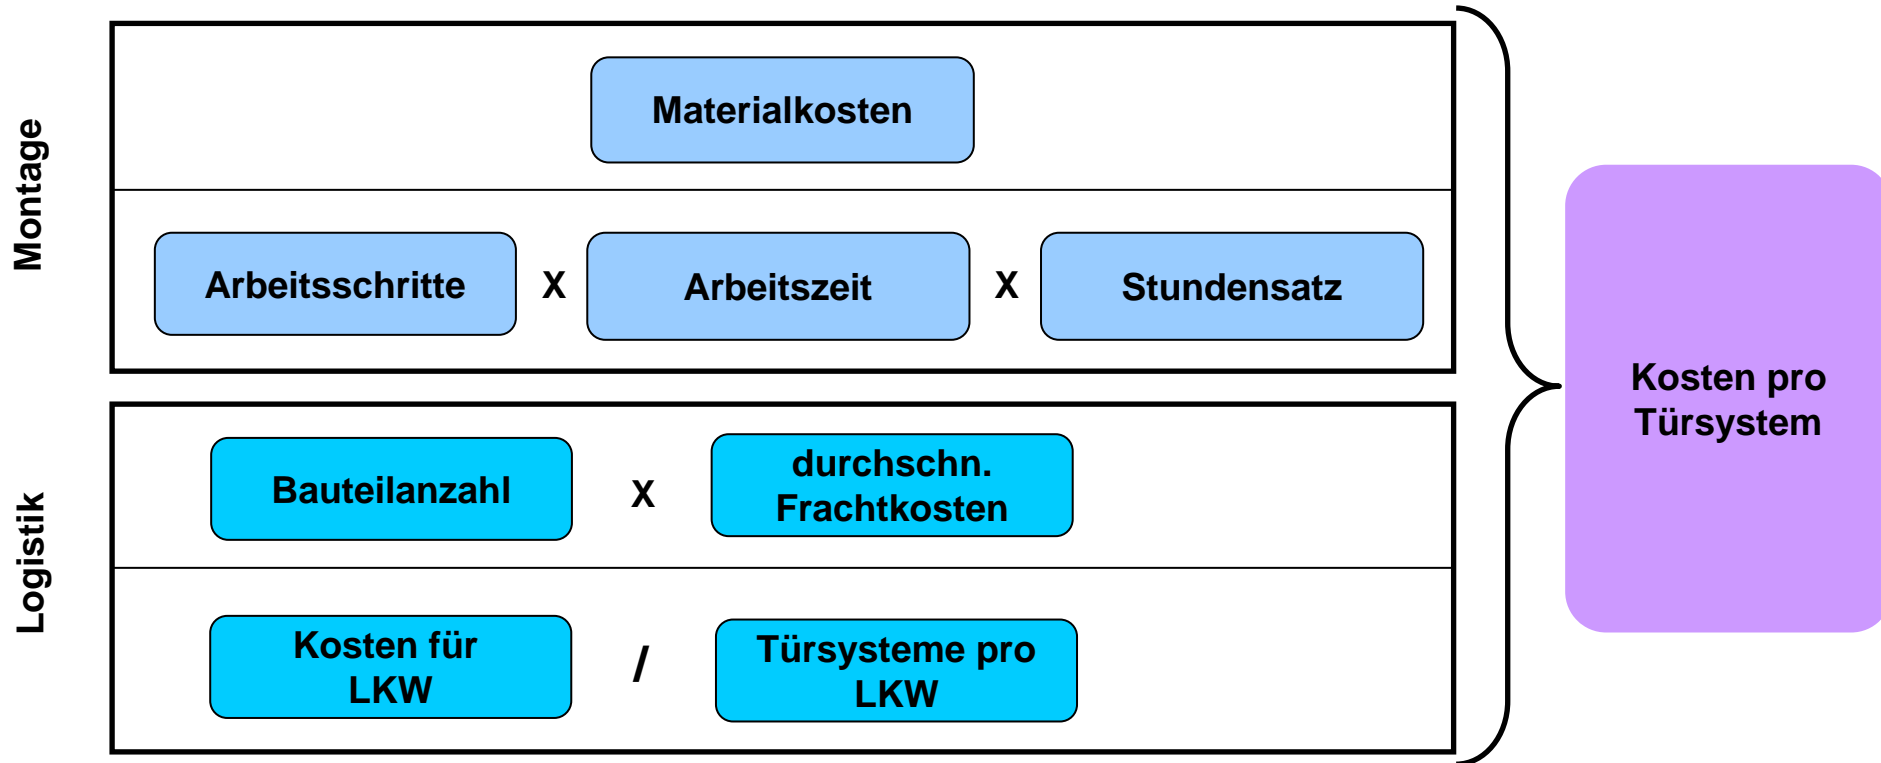 Montage
Materialkosten
Arbeitsschritte X Arbeitszeit X Stundensatz
Logistik
Bauteilanzahl X durchschn.
Frachtkosten
Kosten für
LKW
/
Türsysteme pro
LKW
Kosten pro
Türsystem